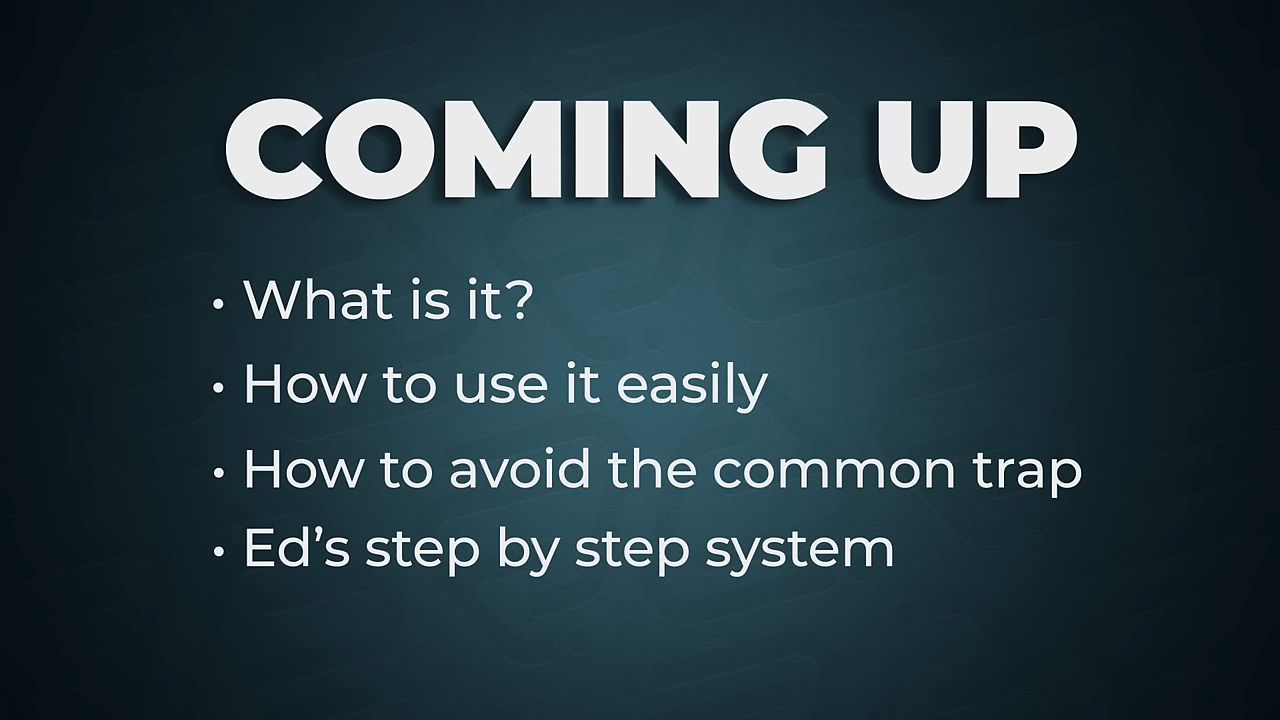 COMING UP
• What is it?
• How to use it easily
• How to avoid the common trap
• Ed’s step by step system